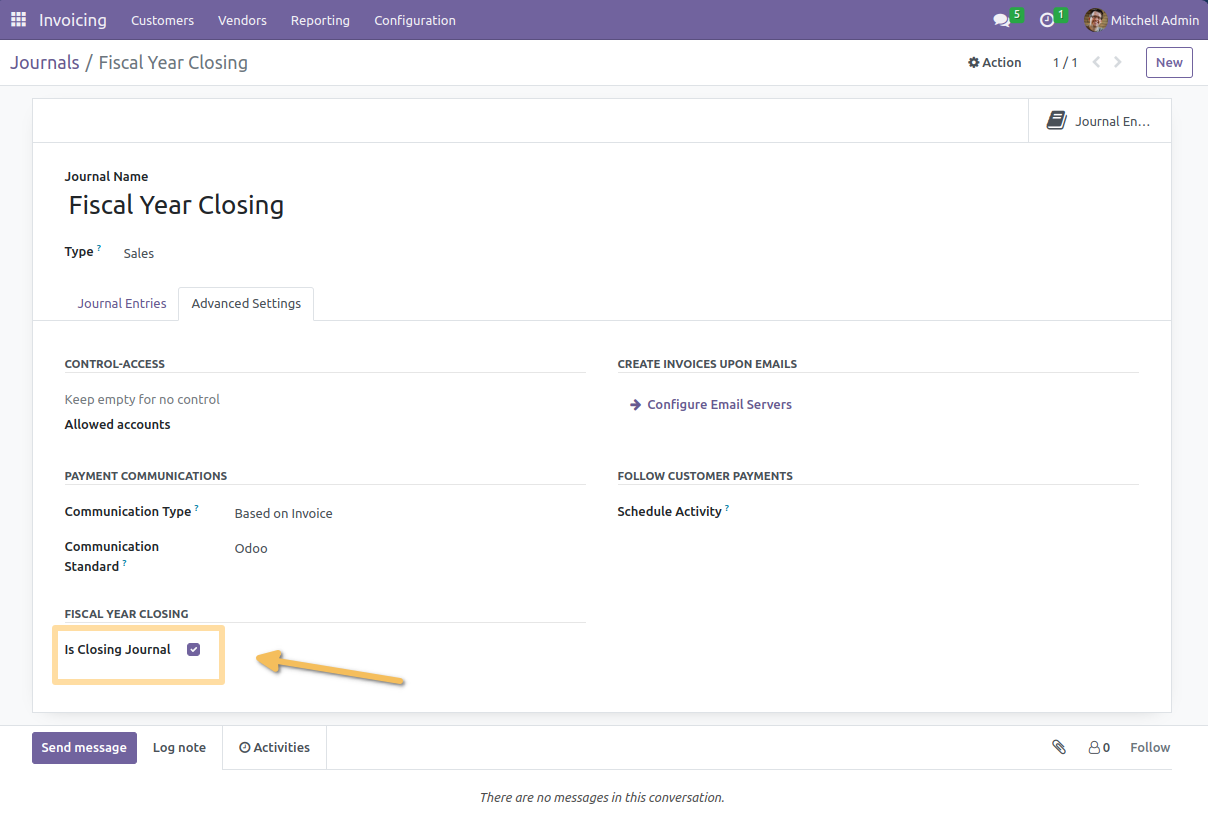 Invoicing Customers Vendors Reporting Configuration 5 1 Mitchell Admin
Journals / Fiscal Year Closing Action 1 / 1 New
Journal En...
Journal Name
Fiscal Year Closing
Type ? Sales
Journal Entries Advanced Settings
CONTROL-ACCESS CREATE INVOICES UPON EMAILS
Keep empty for no control
Configure Email Servers
Allowed accounts
PAYMENT COMMUNICATIONS FOLLOW CUSTOMER PAYMENTS
Communication Type ? Based on Invoice Schedule Activity ?
Communication
Standard ? Odoo
FISCAL YEAR CLOSING
Is Closing Journal
Send message Log note Activities 0 Follow
There are no messages in this conversation.